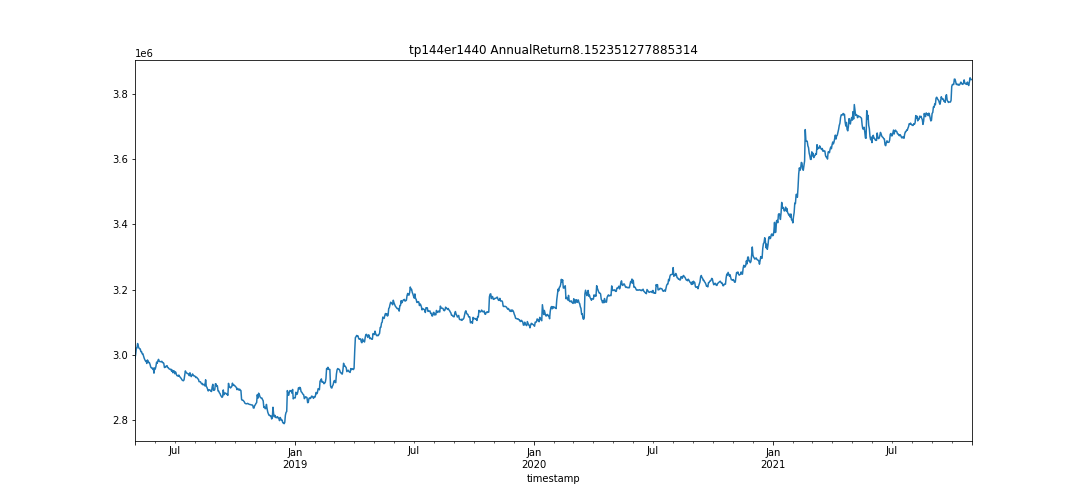 tp144er1440 AnnualReturn8.152351277885314
1e6
3.8
3.6
3.4
3.2
3.0
2.8
Jul
Jan
2019
Jul
Jan
2020
Jul
Jan
2021
Jul
timestamp